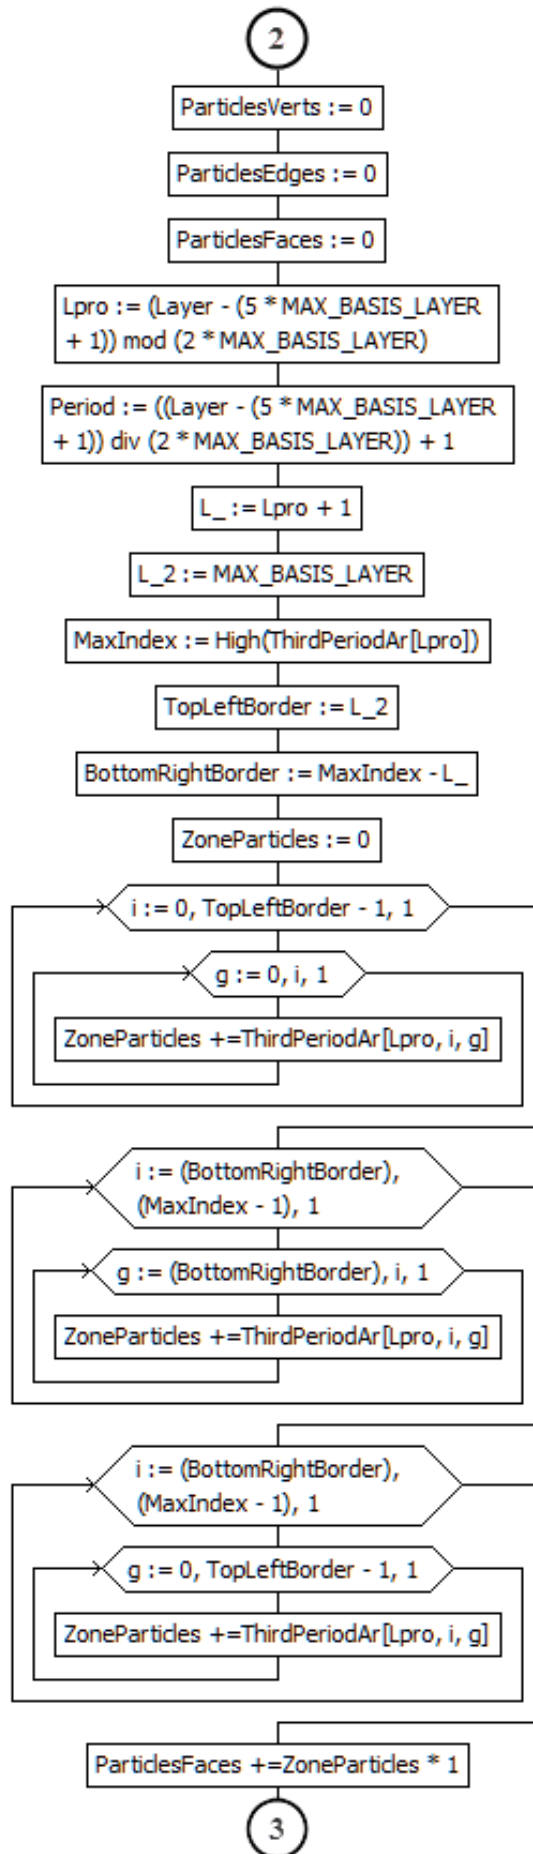 2
ParticlesVerts := 0
ParticlesEdges := 0
ParticlesFaces := 0
Lpro := (Layer - (5 * MAX_BASIS_LAYER
+ 1)) mod (2 * MAX_BASIS_LAYER)
Period := ((Layer - (5 * MAX_BASIS_LAYER
+ 1)) div (2 * MAX_BASIS_LAYER)) + 1
L_ := Lpro + 1
L_2 := MAX_BASIS_LAYER
MaxIndex := High(ThirdPeriodAr[Lpro])
TopLeftBorder := L_2
BottomRightBorder := MaxIndex - L_
ZoneParticles := 0
i := 0, TopLeftBorder - 1, 1
g := 0, i, 1
ZoneParticles +=ThirdPeriodAr[Lpro, i, g]
i := (BottomRightBorder),
(MaxIndex - 1), 1
g := (BottomRightBorder), i, 1
ZoneParticles +=ThirdPeriodAr[Lpro, i, g]
i := (BottomRightBorder),
(MaxIndex - 1), 1
g := 0, TopLeftBorder - 1, 1
ZoneParticles +=ThirdPeriodAr[Lpro, i, g]
ParticlesFaces +=ZoneParticles * 1
3